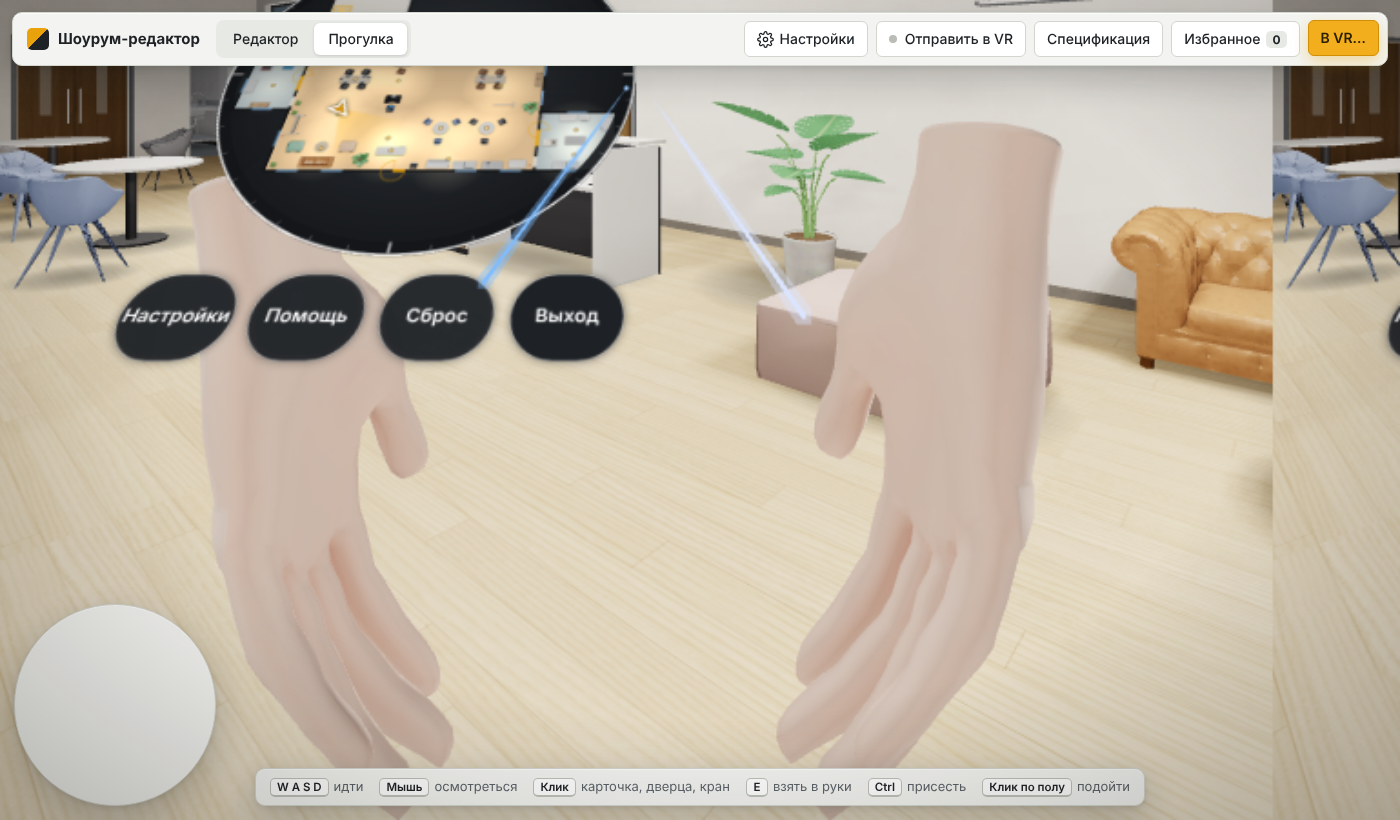 Шоурум-редактор
Редактор
Прогулка
Настройки
Отправить в VR
Спецификация
Избранное 0
В VR...
Настройки
Помощь
Сброс
Выход
W A S D идти Мышь осмотреться Клик карточка, дверца, кран E взять в руки Ctrl присесть Клик по полу подойти